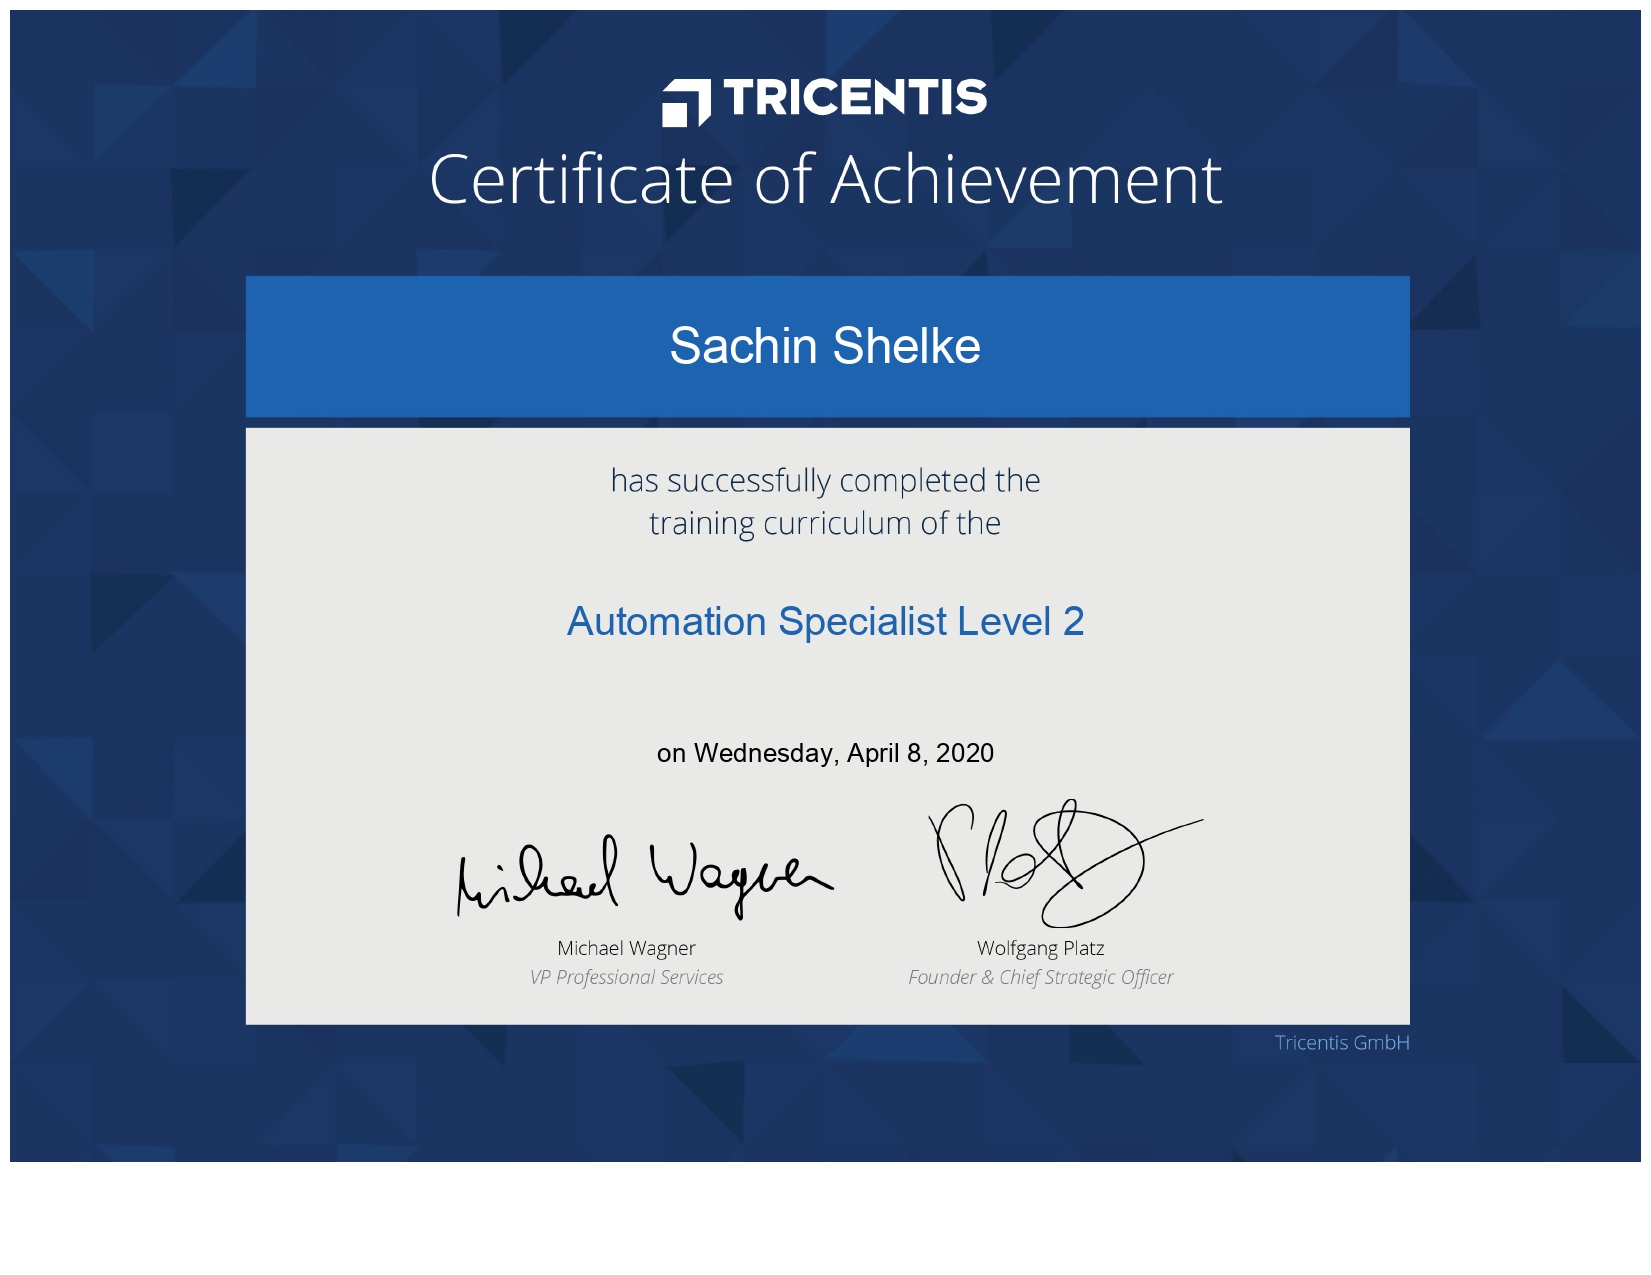 TRICENTIS
Certificate of Achievement
Sachin Shelke
has successfully completed the
training curriculum of the
Automation Specialist Level 2
on Wednesday, April 8, 2020
Michael Wagner
Platz
Michael Wagner
Wolfgang Platz
VP Professional Services
Founder & Chief Strategic Officer
Tricentis GmbH